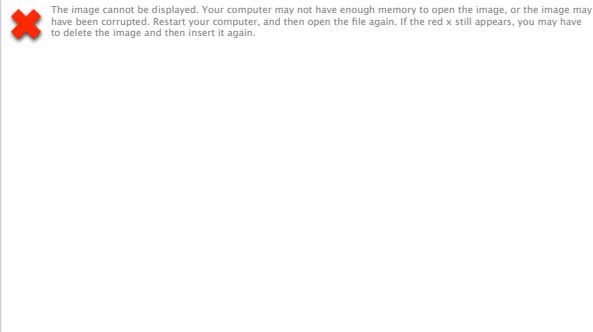 The image cannot be displayed. Your computer may not have enough memory to open the image, or the image may
have been corrupted. Restart your computer, and then open the file again. If the red x still appears, you may have
to delete the image and then insert it again.